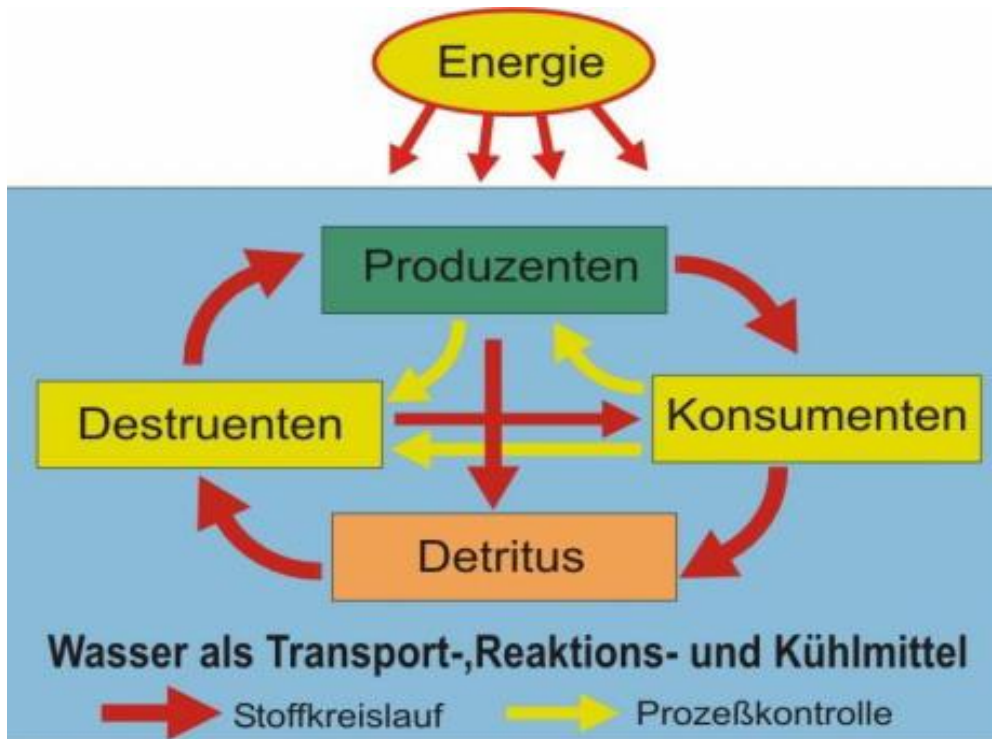 Energie
Produzenten
Destruenten
Konsumenten
Detritus
Wasser als Transport-,Reaktions- und Kühlmittel
Stoffkreislauf
Prozeßkontrolle